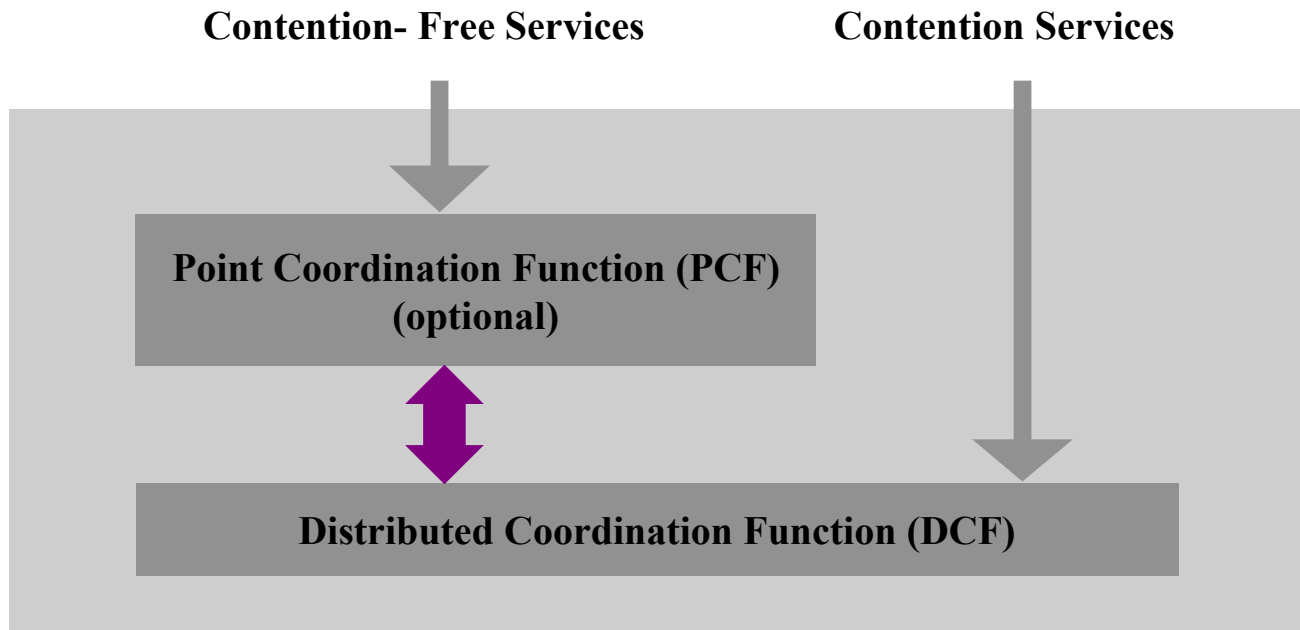 Contention- Free Services
Contention Services
Point Coordination Function (PCF)
(optional)
Distributed Coordination Function (DCF)